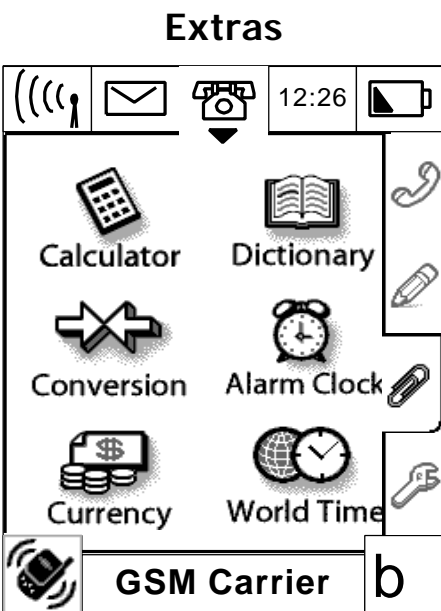 Extras
12:26
Calculator Dictionary
Conversion Alarm Clock
$
Currency World Time
GSM Carrier b